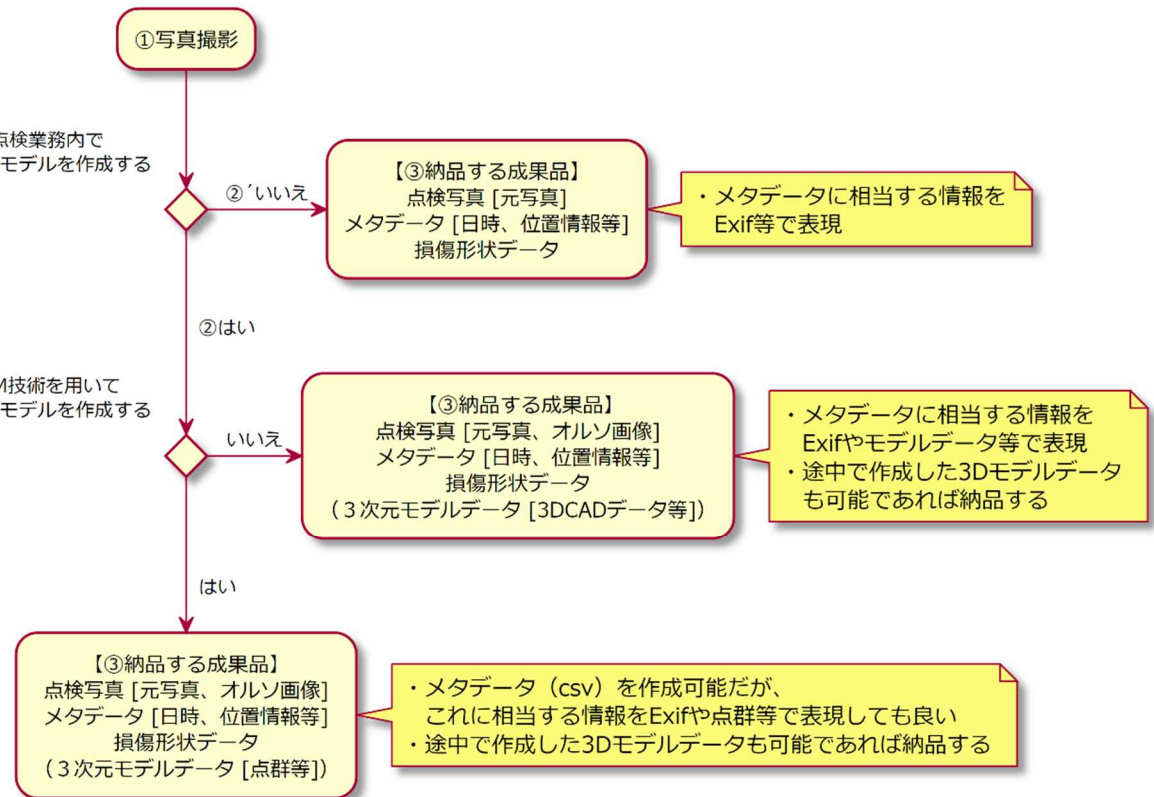 ①写真撮影
点検業務内で
モデルを作成する
②´いいえ
【③納品する成果品】
点検写真 [元写真]
メタデータ [日時、位置情報等]
損傷形状データ
・メタデータに相当する情報を
Exif等で表現
②はい
M技術を用いて
モデルを作成する
いいえ
【③納品する成果品】
点検写真 [元写真、オルソ画像]
メタデータ [日時、位置情報等]
損傷形状データ
（３次元モデルデータ [3DCADデータ等]）
・メタデータに相当する情報を
Exifやモデルデータ等で表現
・途中で作成した3Dモデルデータ
も可能であれば納品する
はい
【③納品する成果品】
点検写真 [元写真、オルソ画像]
メタデータ [日時、位置情報等]
損傷形状データ
（３次元モデルデータ [点群等]）
・メタデータ（csv）を作成可能だが、
これに相当する情報をExifや点群等で表現しても良い
・途中で作成した3Dモデルデータも可能であれば納品する